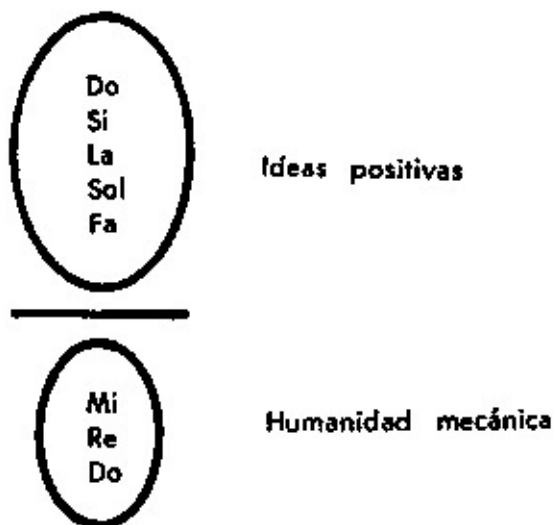 Do
Si
La
Sol
Fa
Ideas positivas
Mi
Re
Do
Humanidad mecánica